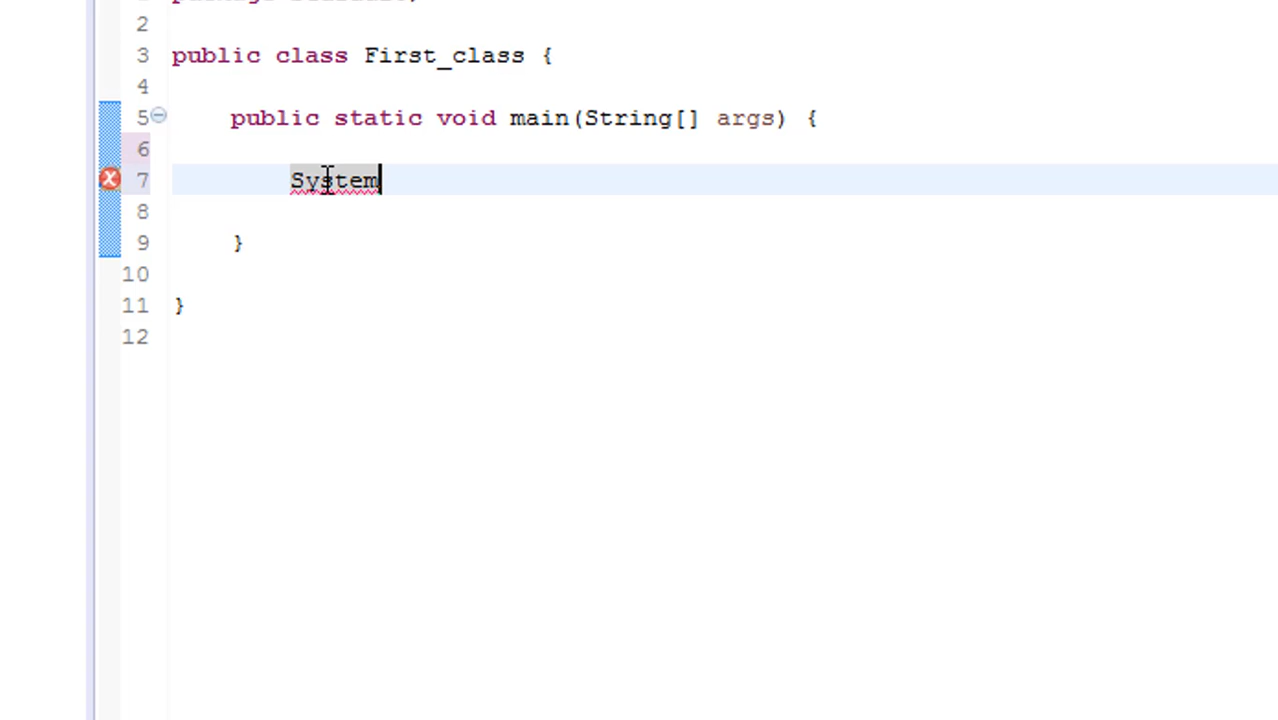 2
3 public class First_class {
4
5 public static void main(String[] args) {
6
7 System
8
9 }
10
11 }
12